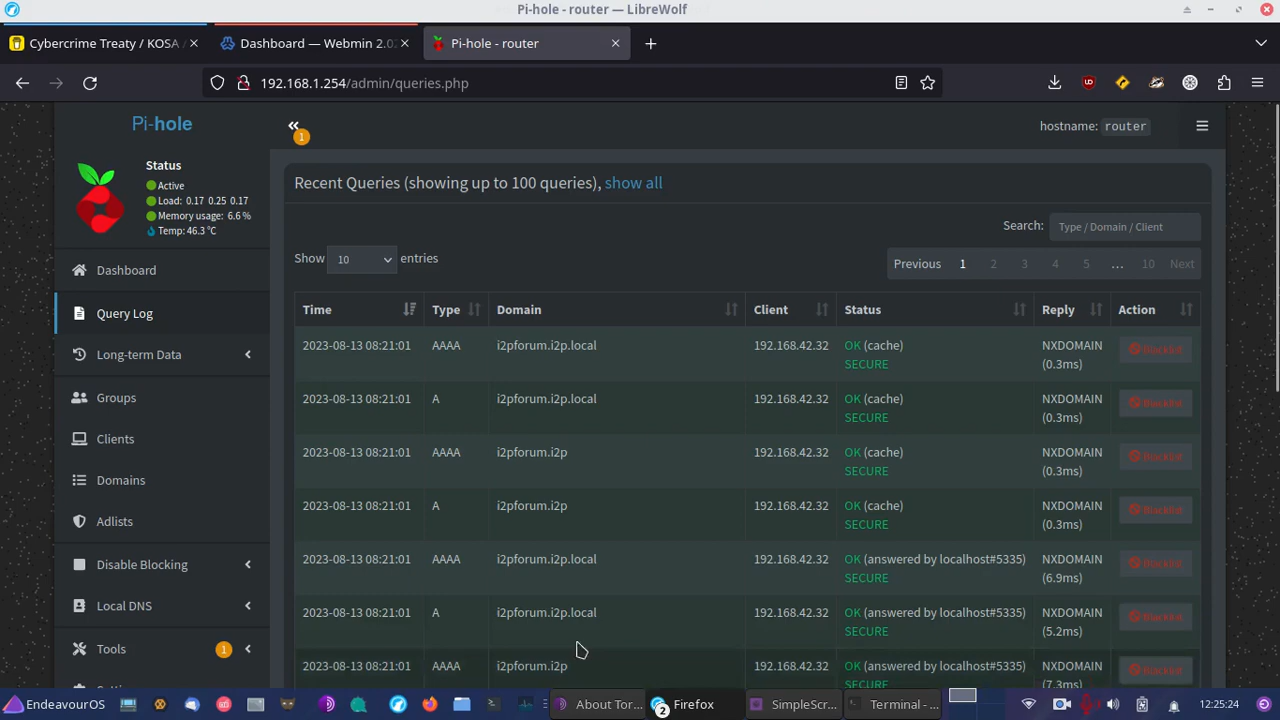 Pi-hole - router — LibreWolf
Cybercrime Treaty / KOSA /
Dashboard — Webmin 2.02
Pi-hole - router
192.168.1.254/admin/queries.php
Pi-hole
1
hostname: router
Status
Active
Load: 0.17 0.25 0.17
Memory usage: 6.6 %
Temp: 46.3 °C
Dashboard
Query Log
Long-term Data
Groups
Clients
Domains
Adlists
Disable Blocking
Local DNS
Tools 1
Recent Queries (showing up to 100 queries), show all
Search: Type / Domain / Client
Show 10 entries
Previous 1 2 3 4 5 … 10 Next
Time Type Domain Client Status Reply Action
2023-08-13 08:21:01 AAAA i2pforum.i2p.local 192.168.42.32 OK (cache) NXDOMAIN Blacklist
SECURE (0.3ms)
2023-08-13 08:21:01 A i2pforum.i2p.local 192.168.42.32 OK (cache) NXDOMAIN Blacklist
SECURE (0.3ms)
2023-08-13 08:21:01 AAAA i2pforum.i2p 192.168.42.32 OK (cache) NXDOMAIN Blacklist
SECURE (0.3ms)
2023-08-13 08:21:01 A i2pforum.i2p 192.168.42.32 OK (cache) NXDOMAIN Blacklist
SECURE (0.3ms)
2023-08-13 08:21:01 AAAA i2pforum.i2p.local 192.168.42.32 OK (answered by localhost#5335) NXDOMAIN Blacklist
SECURE (6.9ms)
2023-08-13 08:21:01 A i2pforum.i2p.local 192.168.42.32 OK (answered by localhost#5335) NXDOMAIN Blacklist
SECURE (5.2ms)
2023-08-13 08:21:01 AAAA i2pforum.i2p 192.168.42.32 OK (answered by localhost#5335) NXDOMAIN Blacklist
SECURE (7.3ms)
EndeavourOS
About Tor...
2
Firefox
SimpleScr...
Terminal - ...
12:25:24